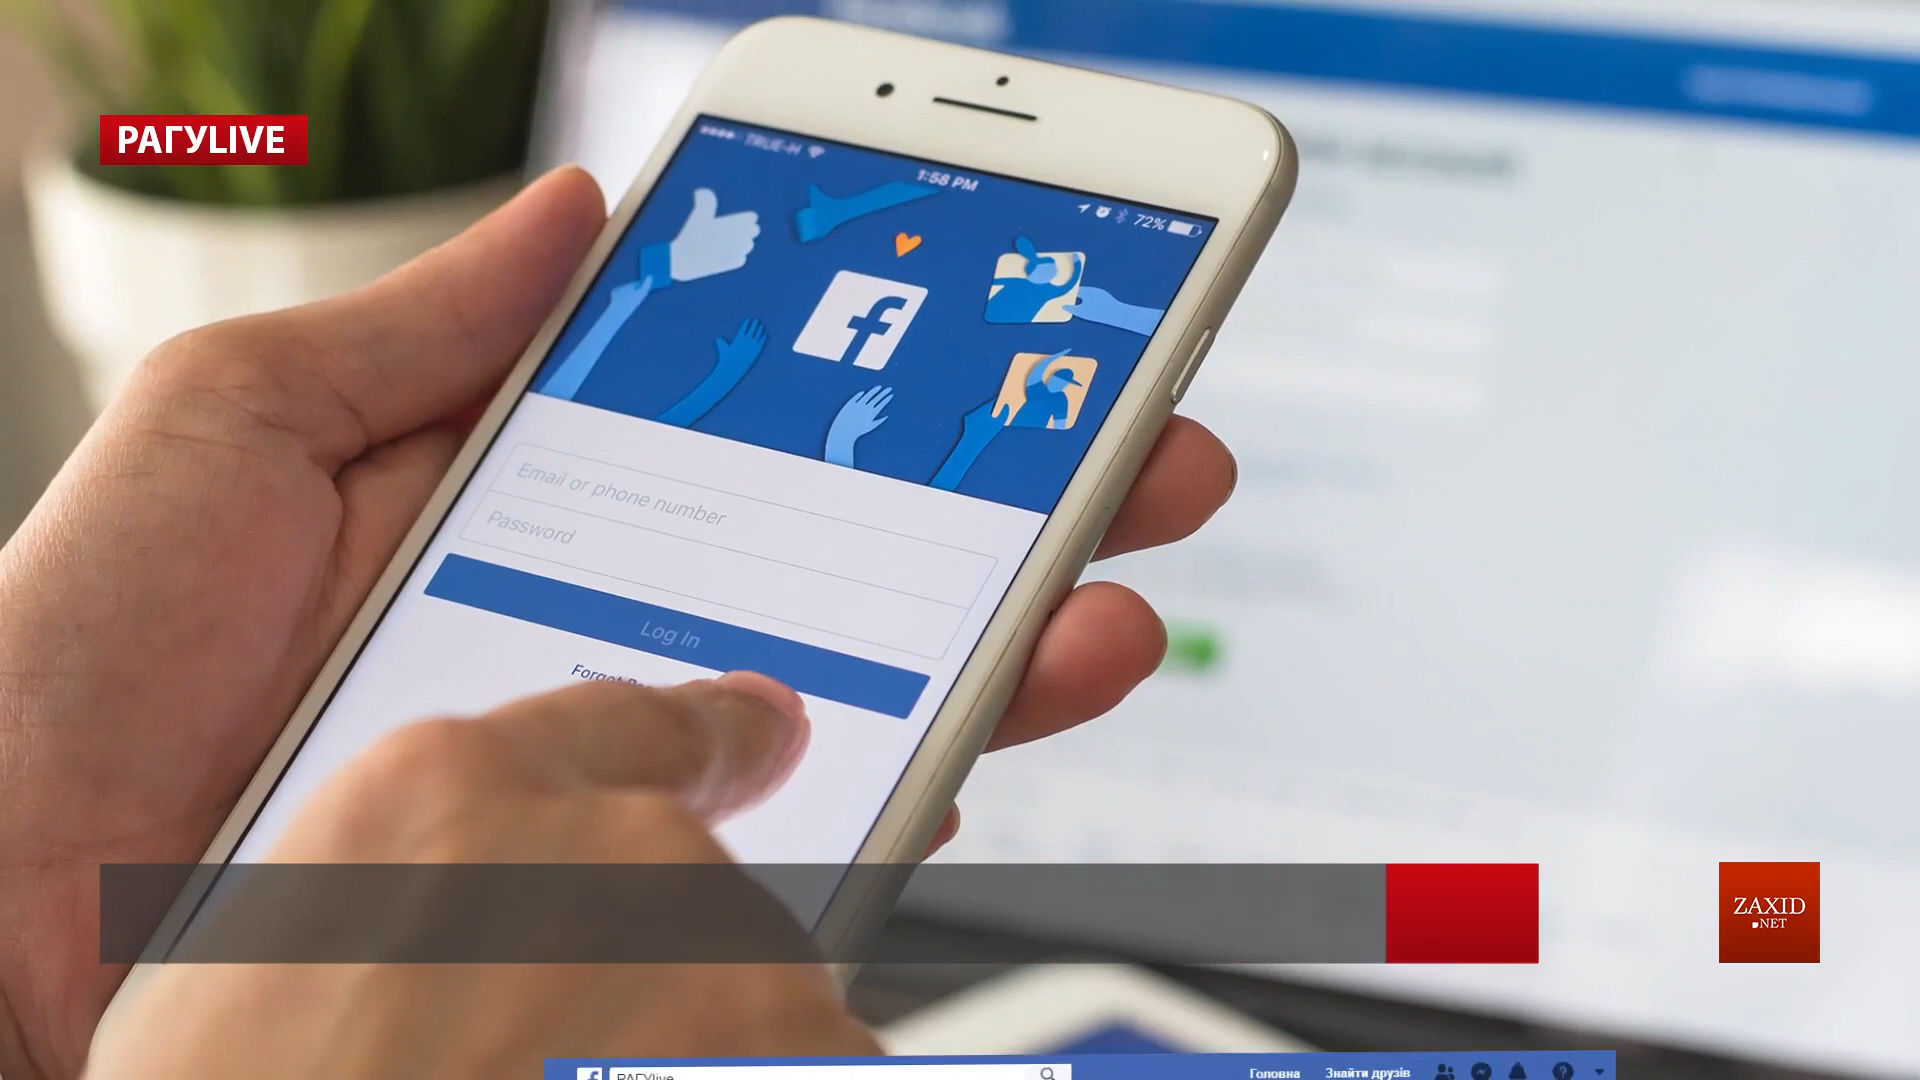 РАГУLIVE
TRUE-H
1:58 PM
72%
Email or phone number
Password
Log In
Forgot
ZAXID
.NET
РАГУlive
Головна
Знайти друзів